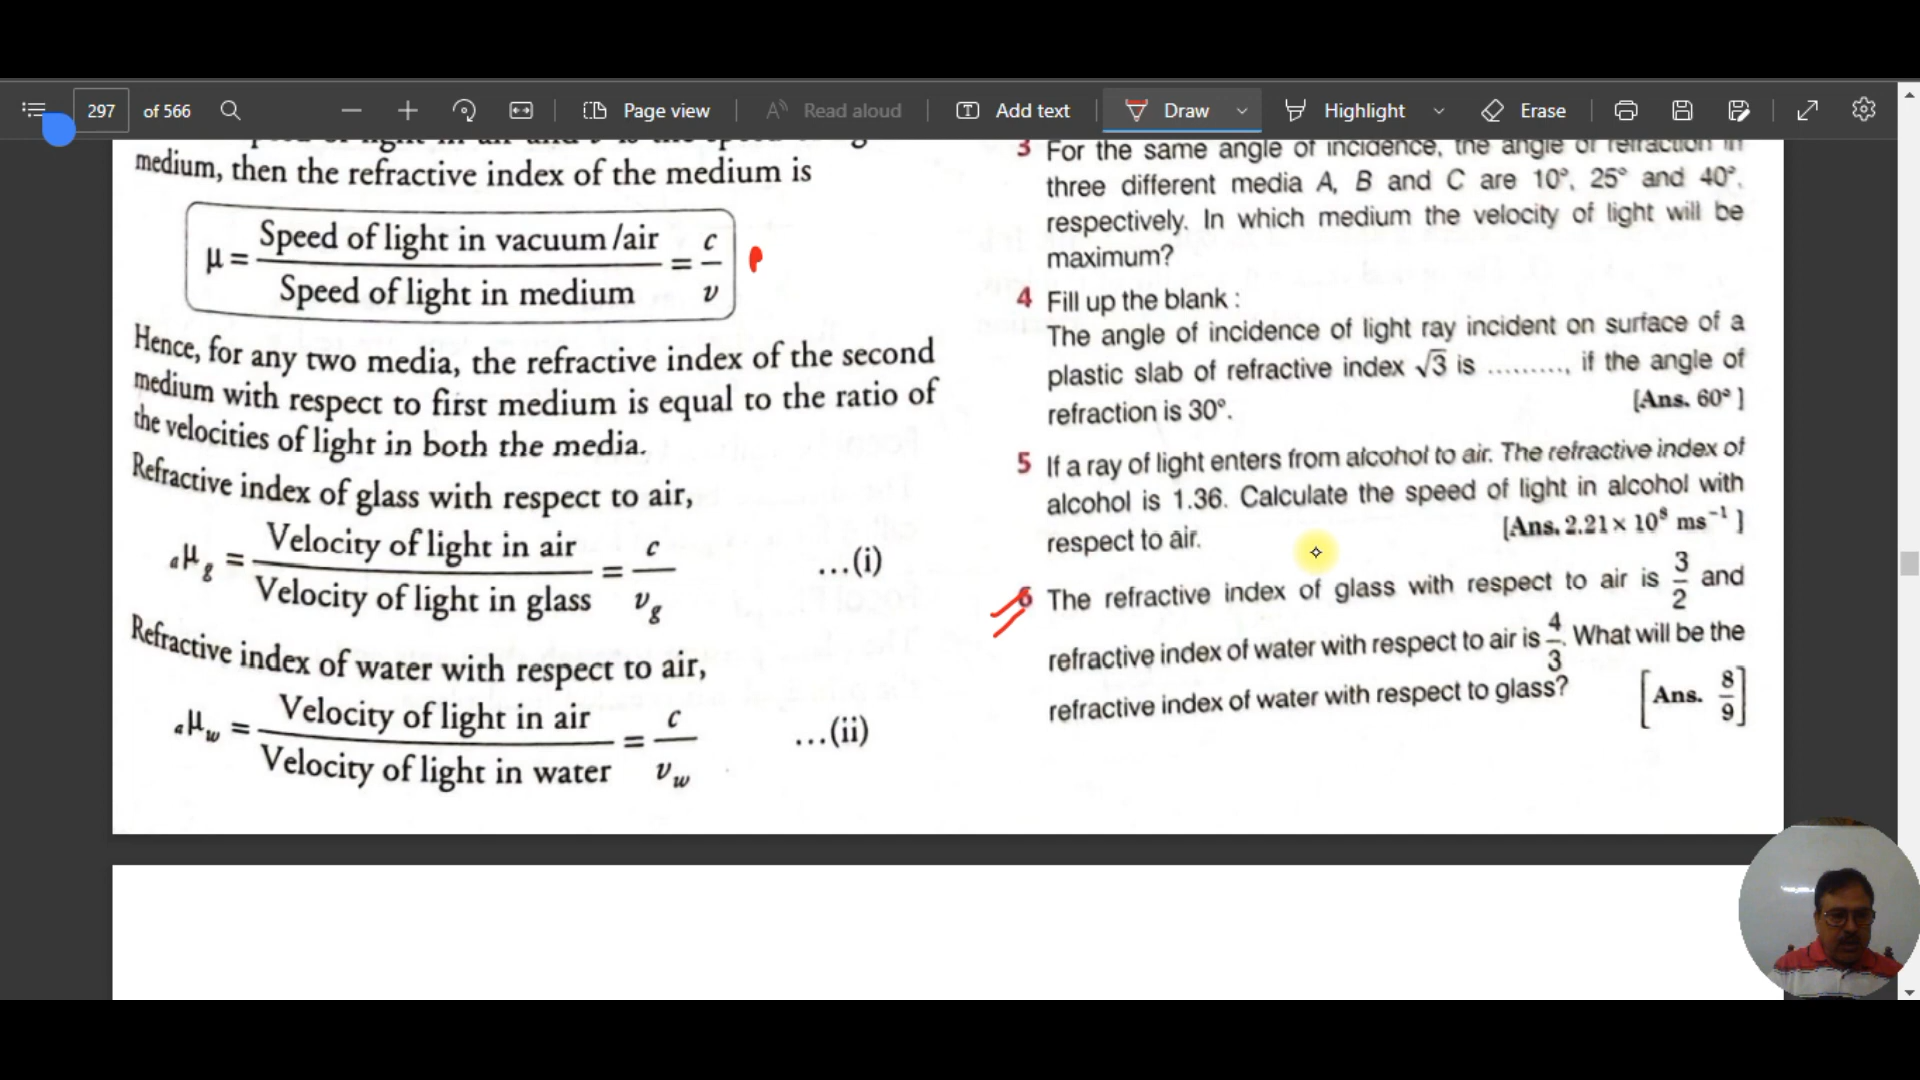 297 of 566
Page view
Read aloud
Add text
Draw
Highlight
Erase
medium, then the refractive index of the medium is
μ = Speed of light in vacuum/air / Speed of light in medium = c / v
Hence, for any two media, the refractive index of the second
medium with respect to first medium is equal to the ratio of
the velocities of light in both the media.
Refractive index of glass with respect to air,
aμg = Velocity of light in air / Velocity of light in glass = c / vg ...(i)
Refractive index of water with respect to air,
aμw = Velocity of light in air / Velocity of light in water = c / vw ...(ii)
3 For the same angle of incidence, the angle of refraction in
three different media A, B and C are 10°, 25° and 40°,
respectively. In which medium the velocity of light will be
maximum?
4 Fill up the blank :
The angle of incidence of light ray incident on surface of a
plastic slab of refractive index √3 is ........., if the angle of
refraction is 30°. [Ans. 60°]
5 If a ray of light enters from alcohol to air. The refractive index of
alcohol is 1.36. Calculate the speed of light in alcohol with
respect to air. [Ans. 2.21 × 10⁸ ms⁻¹]
6 The refractive index of glass with respect to air is 3/2 and
refractive index of water with respect to air is 4/3. What will be the
refractive index of water with respect to glass? [Ans. 8/9]